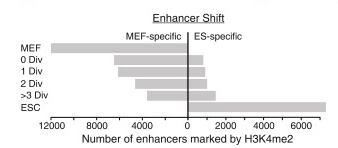 Enhancer Shift
MEF-specific ES-specific
MEF
0 Div
1 Div
2 Div
>3 Div
ESC
12000 8000 4000 0 2000 4000 6000
Number of enhancers marked by H3K4me2